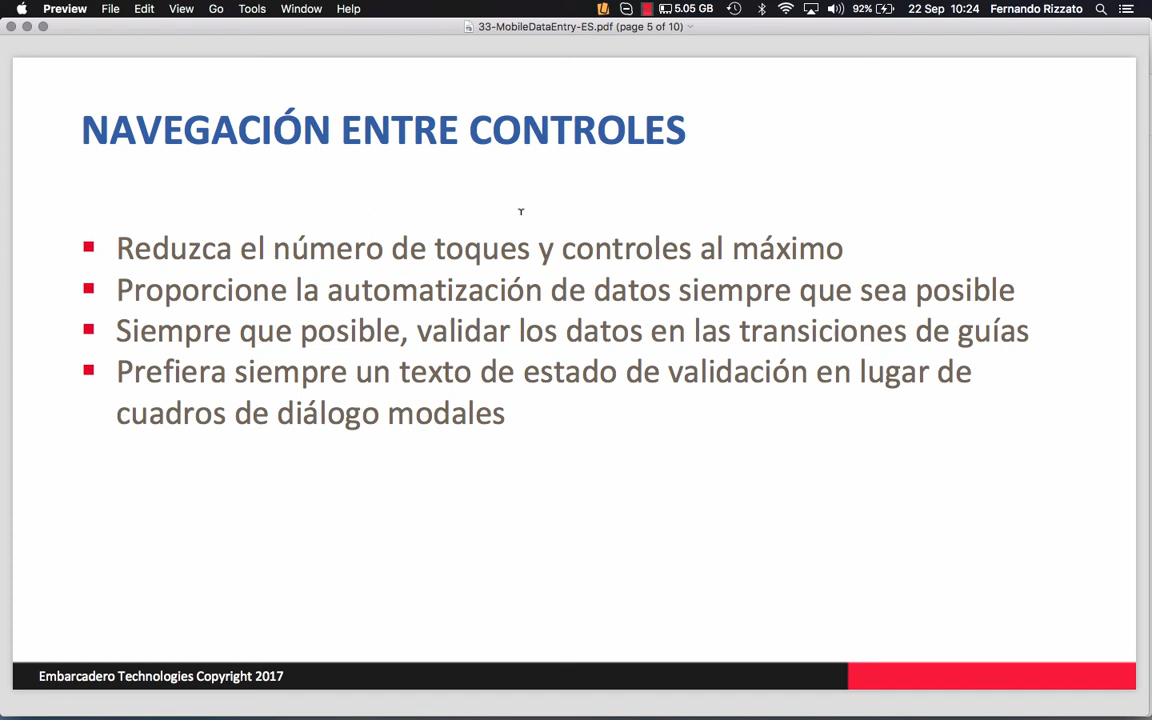 Preview File Edit View Go Tools Window Help 5.05 GB 92% 22 Sep 10:24 Fernando Rizzato
33-MobileDataEntry-ES.pdf (page 5 of 10)
NAVEGACIÓN ENTRE CONTROLES
Reduzca el número de toques y controles al máximo
Proporcione la automatización de datos siempre que sea posible
Siempre que posible, validar los datos en las transiciones de guías
Prefiera siempre un texto de estado de validación en lugar de
cuadros de diálogo modales
Embarcadero Technologies Copyright 2017